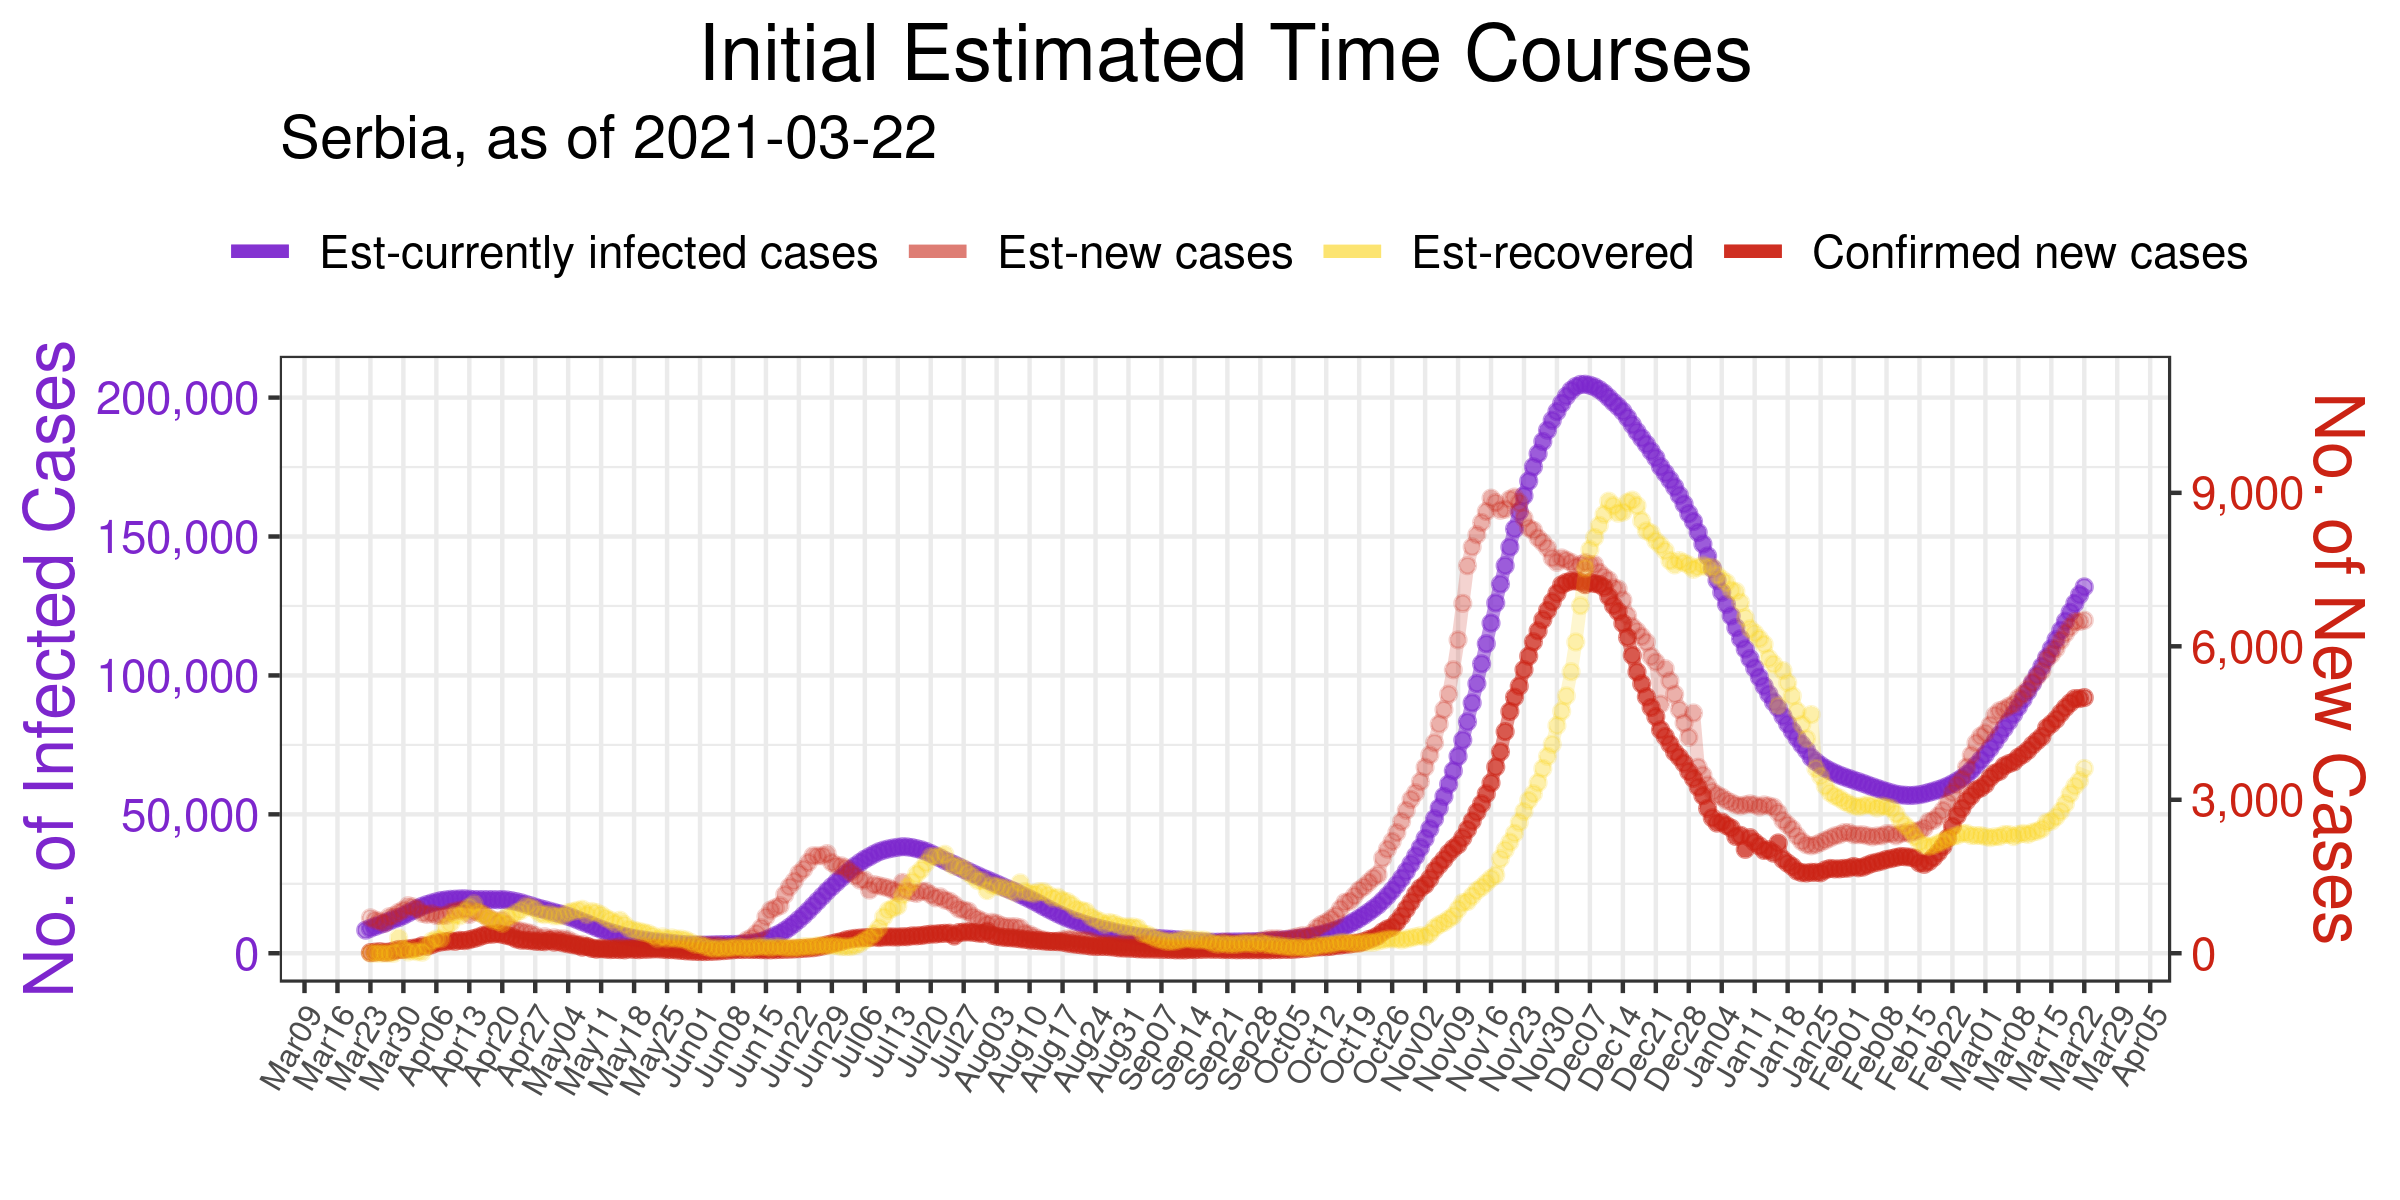 Initial Estimated Time Courses
Serbia, as of 2021-03-22
Est-currently infected cases Est-new cases Est-recovered Confirmed new cases
No. of Infected Cases
200,000
150,000
100,000
50,000
0
9,000
6,000
3,000
0
No. of New Cases
Mar09 Mar16 Mar23 Mar30 Apr06 Apr13 Apr20 Apr27 May04 May11 May18 May25 Jun01 Jun08 Jun15 Jun22 Jun29 Jul06 Jul13 Jul20 Jul27 Aug03 Aug10 Aug17 Aug24 Aug31 Sep07 Sep14 Sep21 Sep28 Oct05 Oct12 Oct19 Oct26 Nov02 Nov09 Nov16 Nov23 Nov30 Dec07 Dec14 Dec21 Dec28 Jan04 Jan11 Jan18 Jan25 Feb01 Feb08 Feb15 Feb22 Mar01 Mar08 Mar15 Mar22 Mar29 Apr05